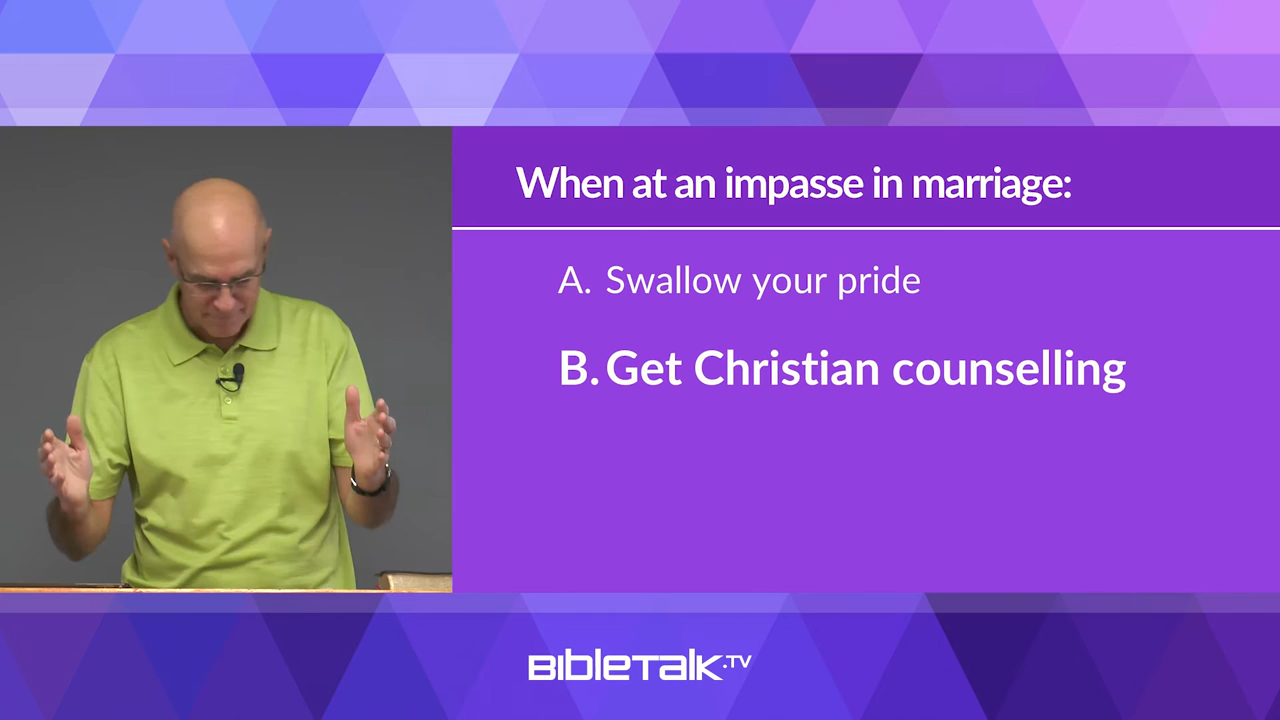 When at an impasse in marriage:
A. Swallow your pride
B. Get Christian counselling
BIBLETALK.TV